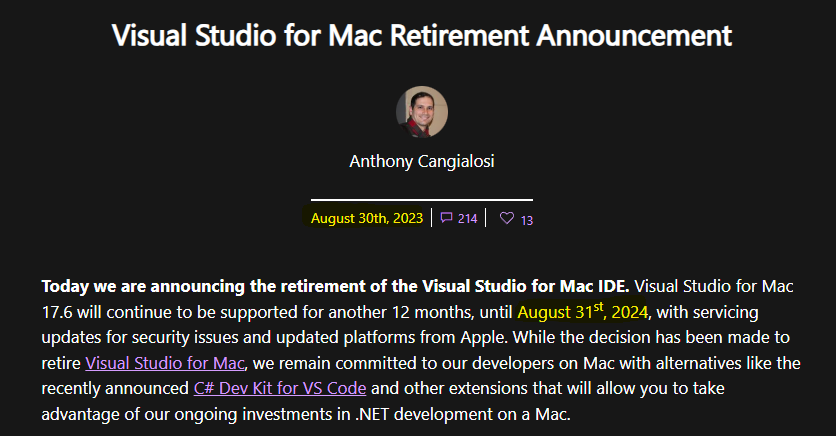 Visual Studio for Mac Retirement Announcement
Anthony Cangialosi
August 30th, 2023 214 13
Today we are announcing the retirement of the Visual Studio for Mac IDE. Visual Studio for Mac
17.6 will continue to be supported for another 12 months, until August 31st, 2024, with servicing
updates for security issues and updated platforms from Apple. While the decision has been made to
retire Visual Studio for Mac, we remain committed to our developers on Mac with alternatives like the
recently announced C# Dev Kit for VS Code and other extensions that will allow you to take
advantage of our ongoing investments in .NET development on a Mac.